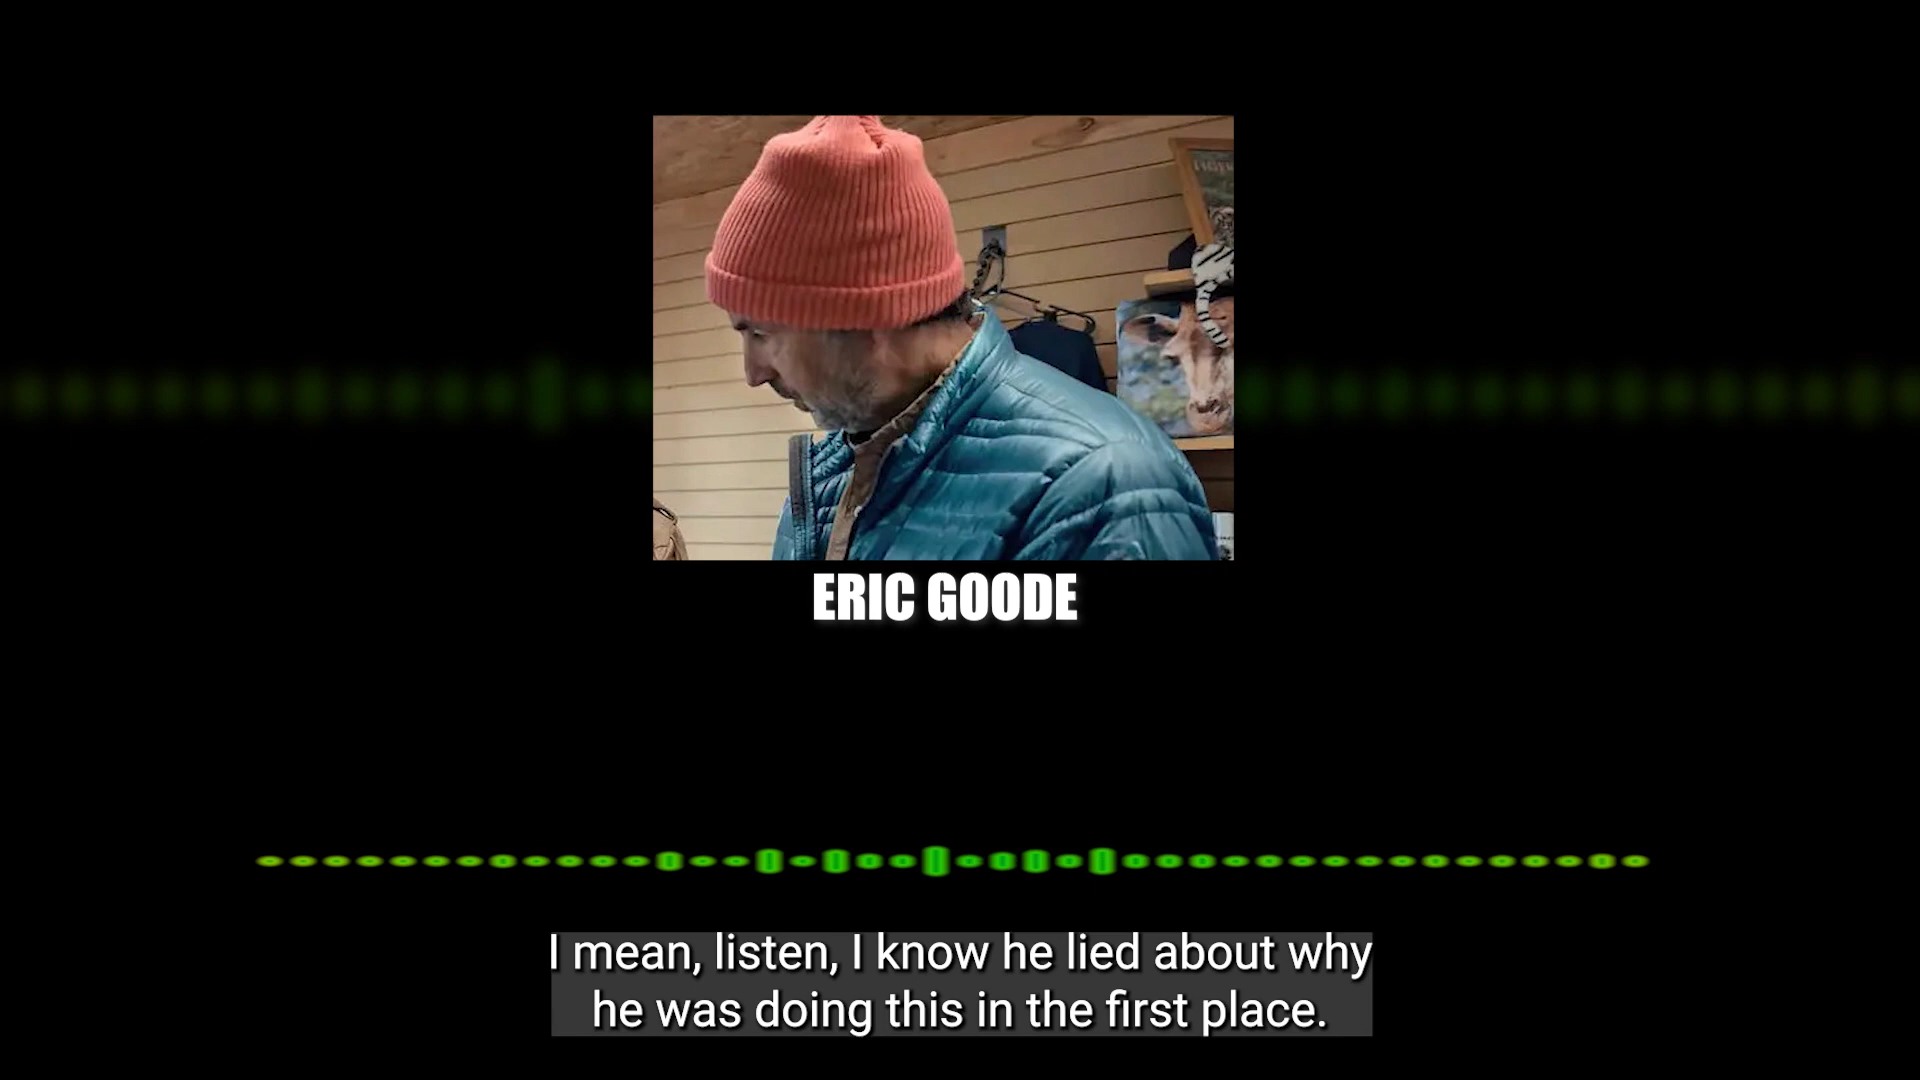 ERIC GOODE
I mean, listen, I know he lied about why
he was doing this in the first place.